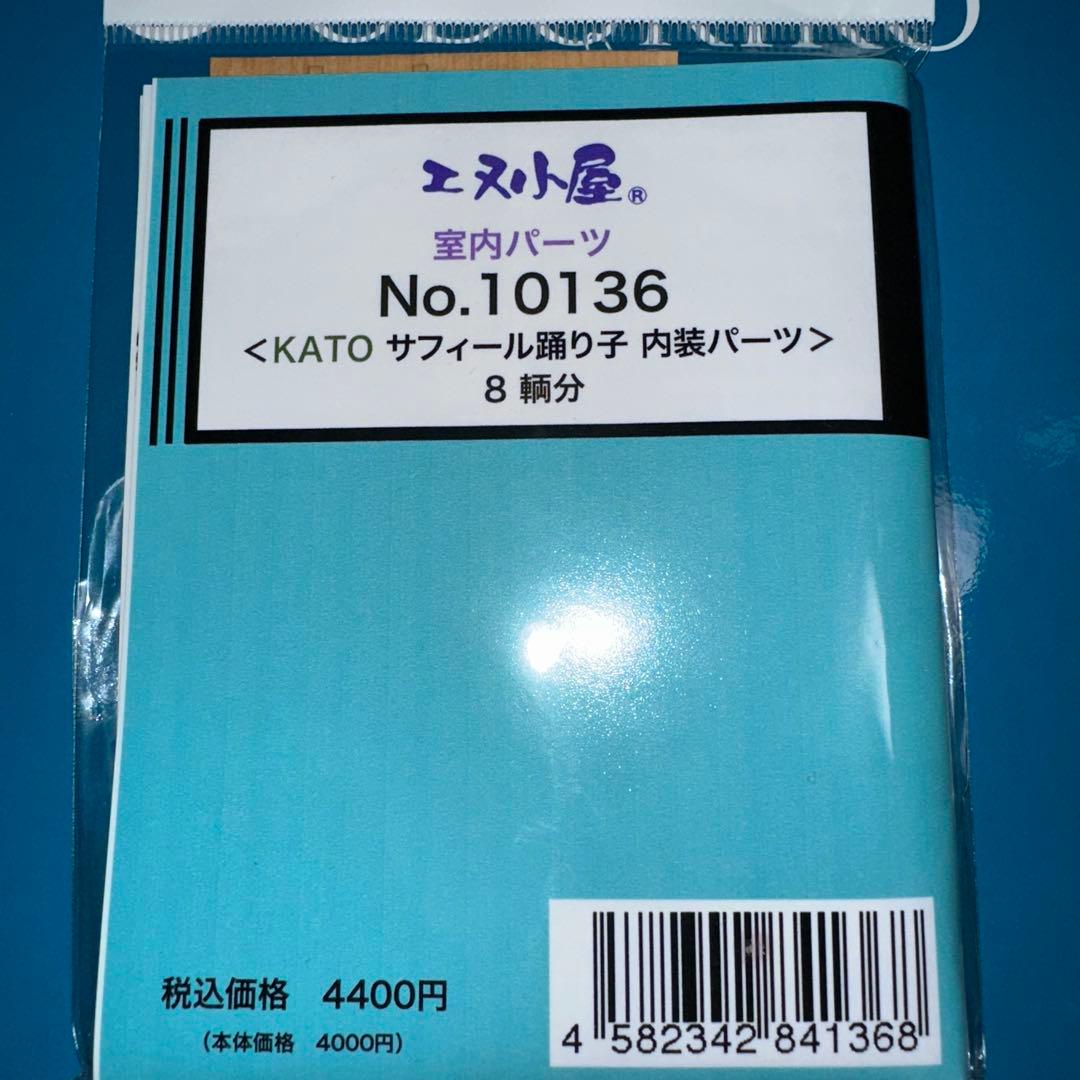 エヌ小屋®
室内パーツ
No.10136
＜KATO サフィール踊り子 内装パーツ＞
8 輌分
税込価格 4400円
（本体価格 4000円）
4 582342 841368